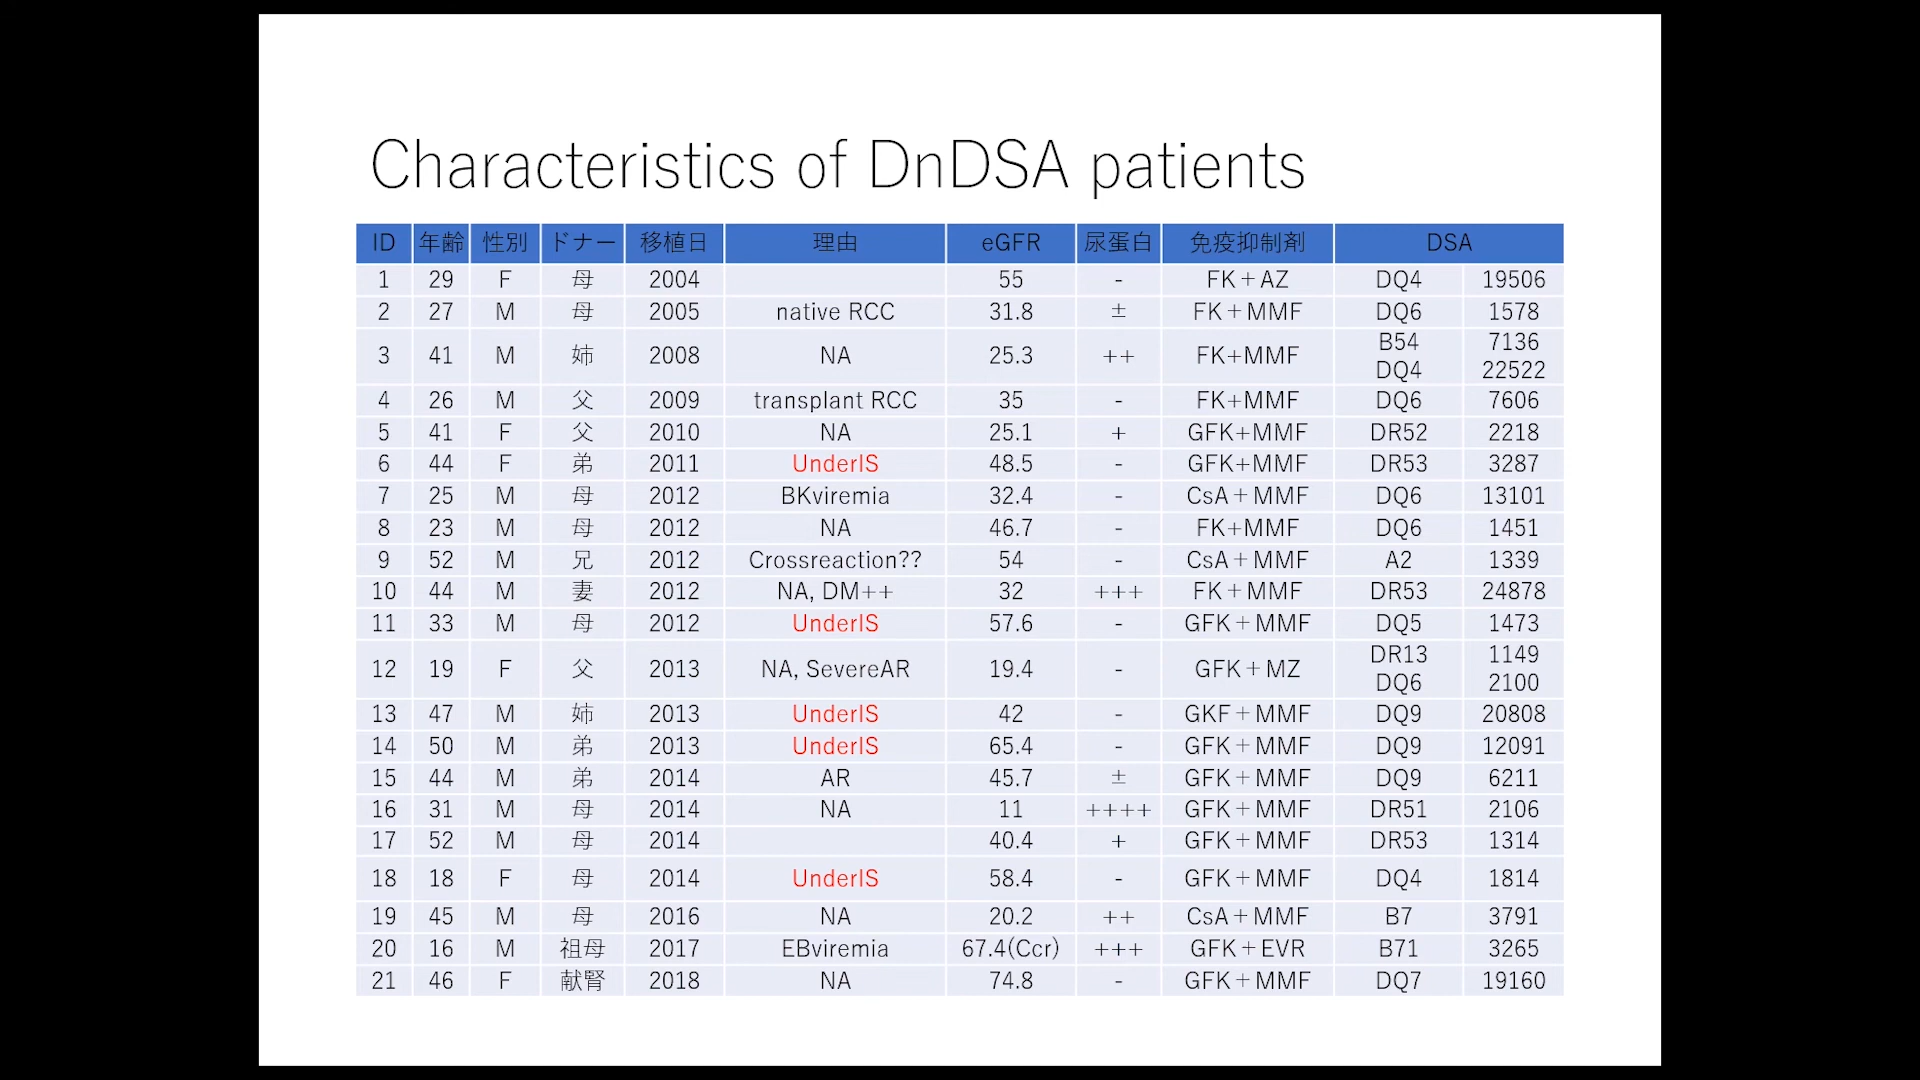 Characteristics of DnDSA patients
ID 年齢 性別 ドナー 移植日 理由 eGFR 尿蛋白 免疫抑制剤 DSA
1 29 F 母 2004 55 - FK＋AZ DQ4 19506
2 27 M 母 2005 native RCC 31.8 ± FK＋MMF DQ6 1578
3 41 M 姉 2008 NA 25.3 ++ FK+MMF B54 7136
DQ4 22522
4 26 M 父 2009 transplant RCC 35 - FK+MMF DQ6 7606
5 41 F 父 2010 NA 25.1 + GFK+MMF DR52 2218
6 44 F 弟 2011 UnderIS 48.5 - GFK+MMF DR53 3287
7 25 M 母 2012 BKviremia 32.4 - CsA＋MMF DQ6 13101
8 23 M 母 2012 NA 46.7 - FK+MMF DQ6 1451
9 52 M 兄 2012 Crossreaction?? 54 - CsA＋MMF A2 1339
10 44 M 妻 2012 NA, DM++ 32 +++ FK＋MMF DR53 24878
11 33 M 母 2012 UnderIS 57.6 - GFK＋MMF DQ5 1473
12 19 F 父 2013 NA, SevereAR 19.4 - GFK＋MZ DR13 1149
DQ6 2100
13 47 M 姉 2013 UnderIS 42 - GKF＋MMF DQ9 20808
14 50 M 弟 2013 UnderIS 65.4 - GFK＋MMF DQ9 12091
15 44 M 弟 2014 AR 45.7 ± GFK＋MMF DQ9 6211
16 31 M 母 2014 NA 11 ++++ GFK＋MMF DR51 2106
17 52 M 母 2014 40.4 + GFK＋MMF DR53 1314
18 18 F 母 2014 UnderIS 58.4 - GFK＋MMF DQ4 1814
19 45 M 母 2016 NA 20.2 ++ CsA＋MMF B7 3791
20 16 M 祖母 2017 EBviremia 67.4(Ccr) +++ GFK＋EVR B71 3265
21 46 F 献腎 2018 NA 74.8 - GFK＋MMF DQ7 19160